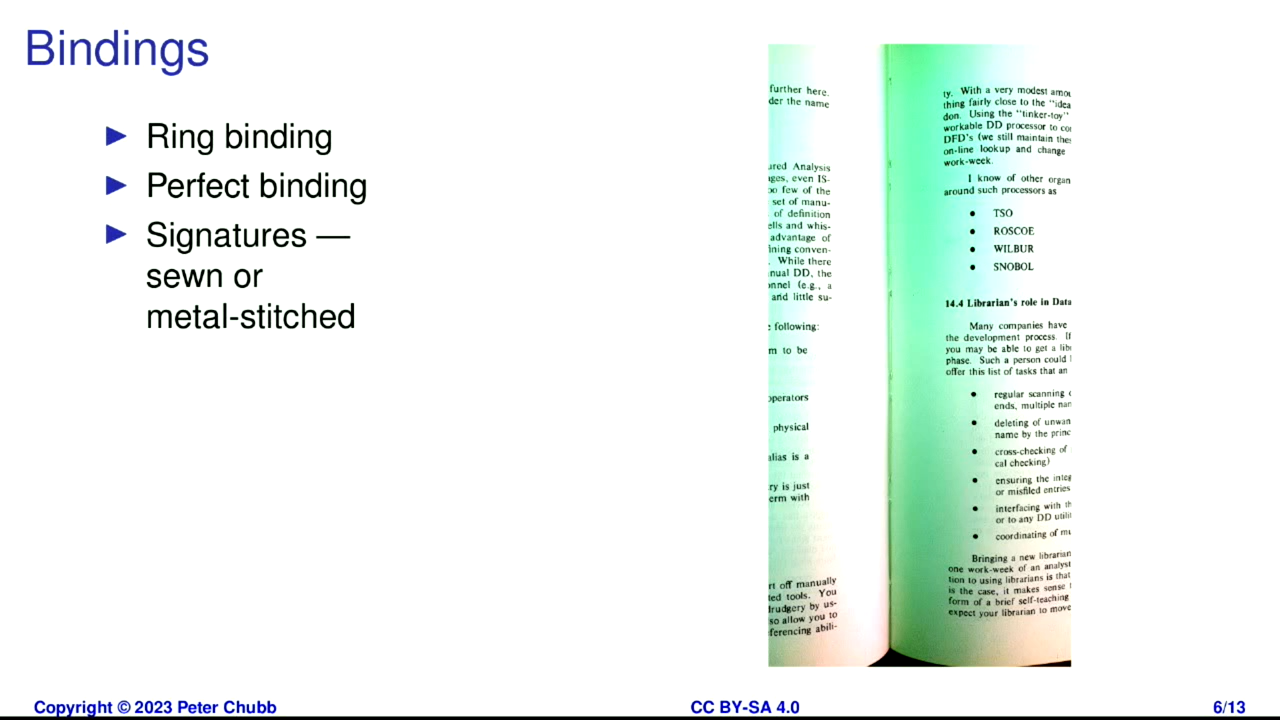 Bindings
▶ Ring binding
▶ Perfect binding
▶ Signatures —
sewn or
metal-stitched
further here.
der the name
ured Analysis
ages, even IS-
oo few of the
set of manu-
of definition
ells and whis-
advantage of
ining conven-
. While there
nual DD, the
onnel (e.g., a
and little su-
e following:
m to be
operators
physical
alias is a
ry is just
erm with
rt off manually
ted tools. You
drudgery by us-
so allow you to
ferencing abili-
ty. With a very modest amou
thing fairly close to the "idea
don. Using the "tinker-toy"
workable DD processor to con
DFD's (we still maintain thes
on-line lookup and change
work-week.
I know of other organ
around such processors as
• TSO
• ROSCOE
• WILBUR
• SNOBOL
14.4 Librarian's role in Data
Many companies have
the development process. If
you may be able to get a libr
phase. Such a person could
offer this list of tasks that an
• regular scanning
ends, multiple nam
• deleting of unwan
name by the princ
• cross-checking of
cal checking)
• ensuring the integ
or misfiled entries
• interfacing with th
or to any DD utilit
• coordinating of mu
Bringing a new librarian
one work-week of an analyst
tion to using librarians is that
is the case, it makes sense
form of a brief self-teaching
expect your librarian to move
Copyright © 2023 Peter Chubb
CC BY-SA 4.0
6/13